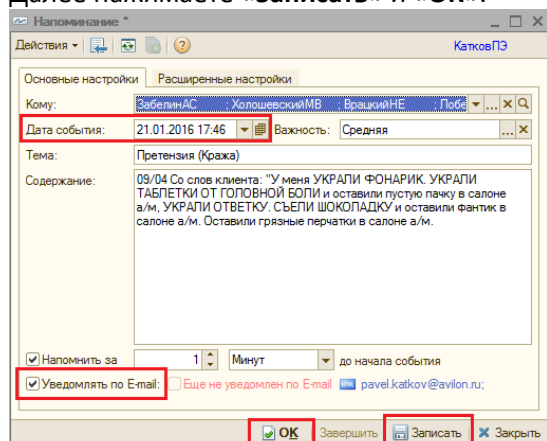 Далее нажимаете «Записать» и «ОК».
Напоминание *
Действия
КатковПЭ
Основные настройки Расширенные настройки
Кому: ЗабелинАС ; ХолошевскийМВ ; ВрацкийНЕ ; Побе
Дата события: 21.01.2016 17:46 Важность: Средняя
Тема: Претензия (Кража)
Содержание: 09/04 Со слов клиента: "У меня УКРАЛИ ФОНАРИК. УКРАЛИ
ТАБЛЕТКИ ОТ ГОЛОВНОЙ БОЛИ и оставили пустую пачку в салоне
а/м, УКРАЛИ ОТВЕТКУ. СЪЕЛИ ШОКОЛАДКУ и оставили фантик в
салоне а/м. Оставили грязные перчатки в салоне а/м.
Напомнить за 1 Минут до начала события
Уведомлять по E-mail: Еще не уведомлен по E-mail pavel.katkov@avilon.ru;
OK Завершить Записать Закрыть